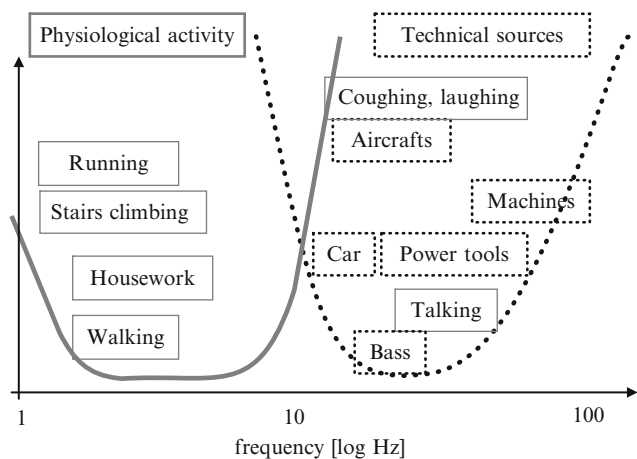 Physiological activity
Technical sources
Coughing, laughing
Aircrafts
Running
Machines
Stairs climbing
Car
Power tools
Housework
Talking
Walking
Bass
1
10
100
frequency [log Hz]